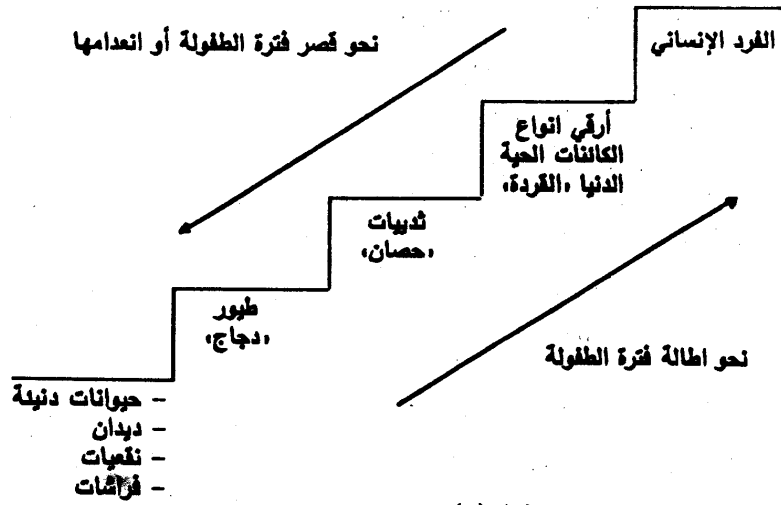 نحو قصر فترة الطفولة أو انعدامها
الفرد الإنساني
أرقي انواع
الكائنات الحية
الدنيا «القردة»
ثدييات
«حصان»
طيور
«دجاج»
نحو اطالة فترة الطفولة
حيوانات دنيئة -
ديدان -
نقعيات -
فراشات -